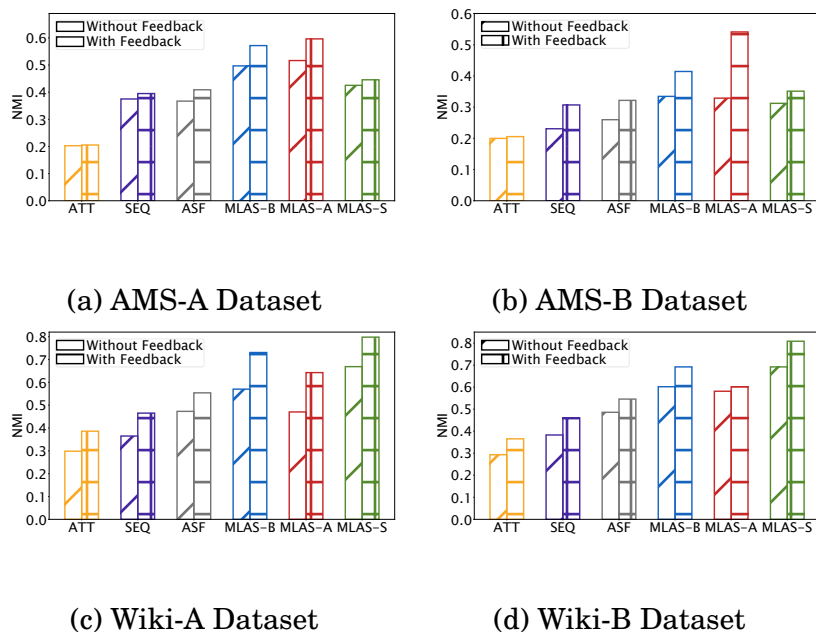 Without Feedback
With Feedback
NMI
0.6
0.5
0.4
0.3
0.2
0.1
0.0
ATT SEQ ASF MLAS-B MLAS-A MLAS-S
(a) AMS-A Dataset
Without Feedback
With Feedback
NMI
0.6
0.5
0.4
0.3
0.2
0.1
0.0
ATT SEQ ASF MLAS-B MLAS-A MLAS-S
(b) AMS-B Dataset
Without Feedback
With Feedback
NMI
0.8
0.7
0.6
0.5
0.4
0.3
0.2
0.1
0.0
ATT SEQ ASF MLAS-B MLAS-A MLAS-S
(c) Wiki-A Dataset
Without Feedback
With Feedback
NMI
0.8
0.7
0.6
0.5
0.4
0.3
0.2
0.1
0.0
ATT SEQ ASF MLAS-B MLAS-A MLAS-S
(d) Wiki-B Dataset